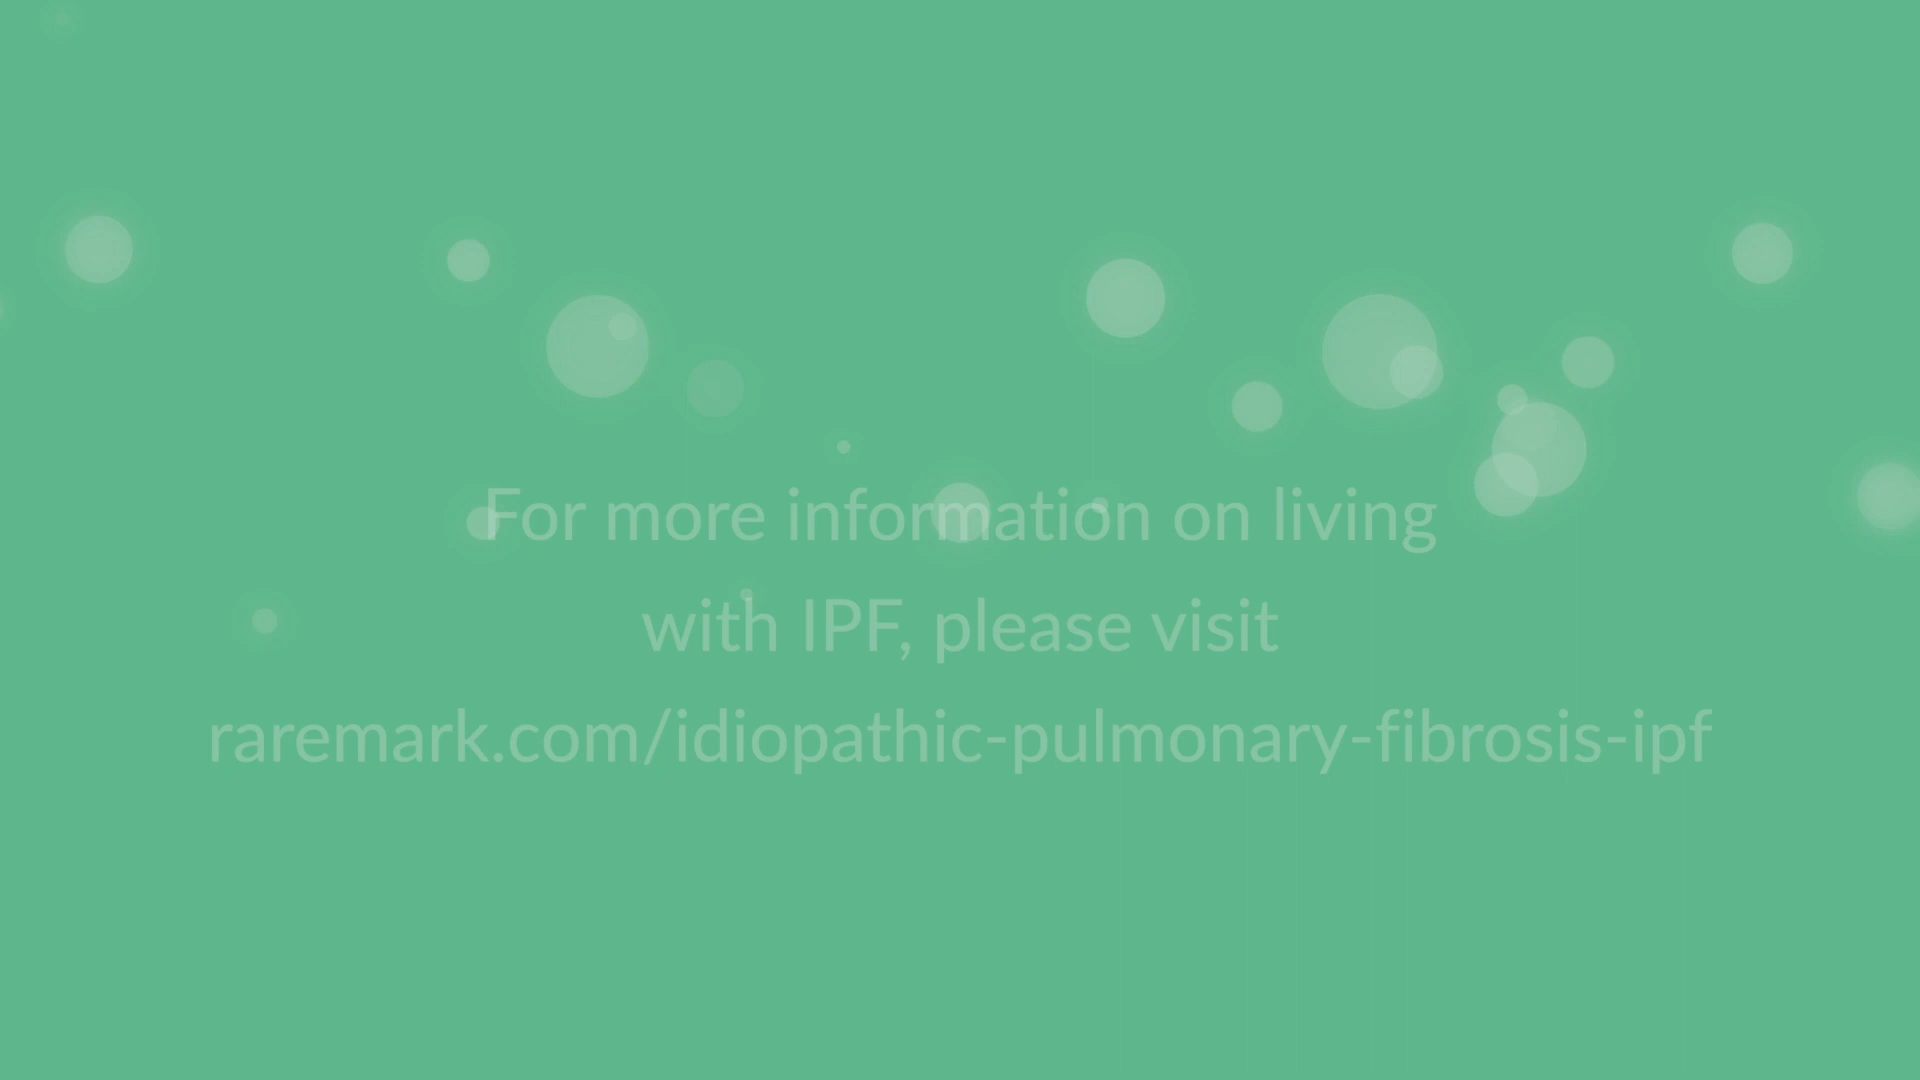 For more information on living
with IPF, please visit
raremark.com/idiopathic-pulmonary-fibrosis-ipf